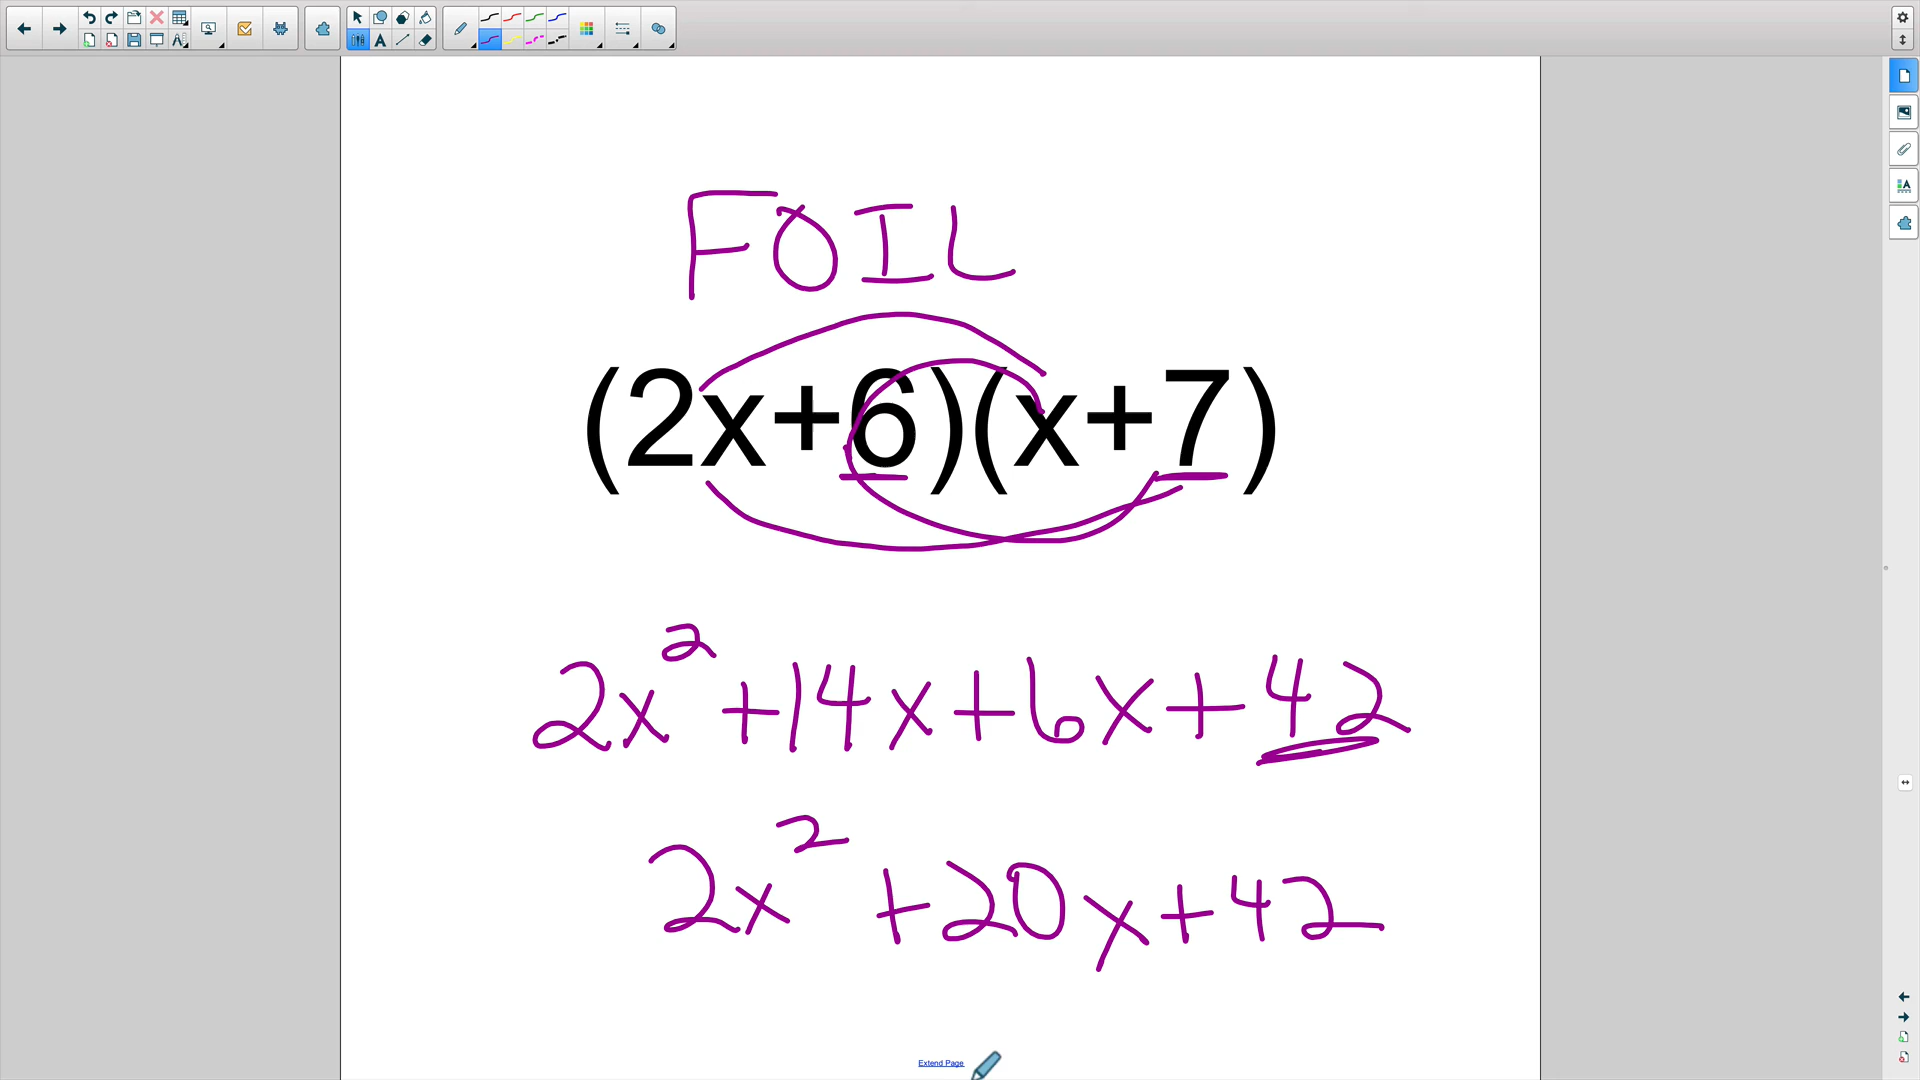 FOIL
(2x+6)(x+7)
2x² +14x+6x+42
2x² +20x+42
Extend Page